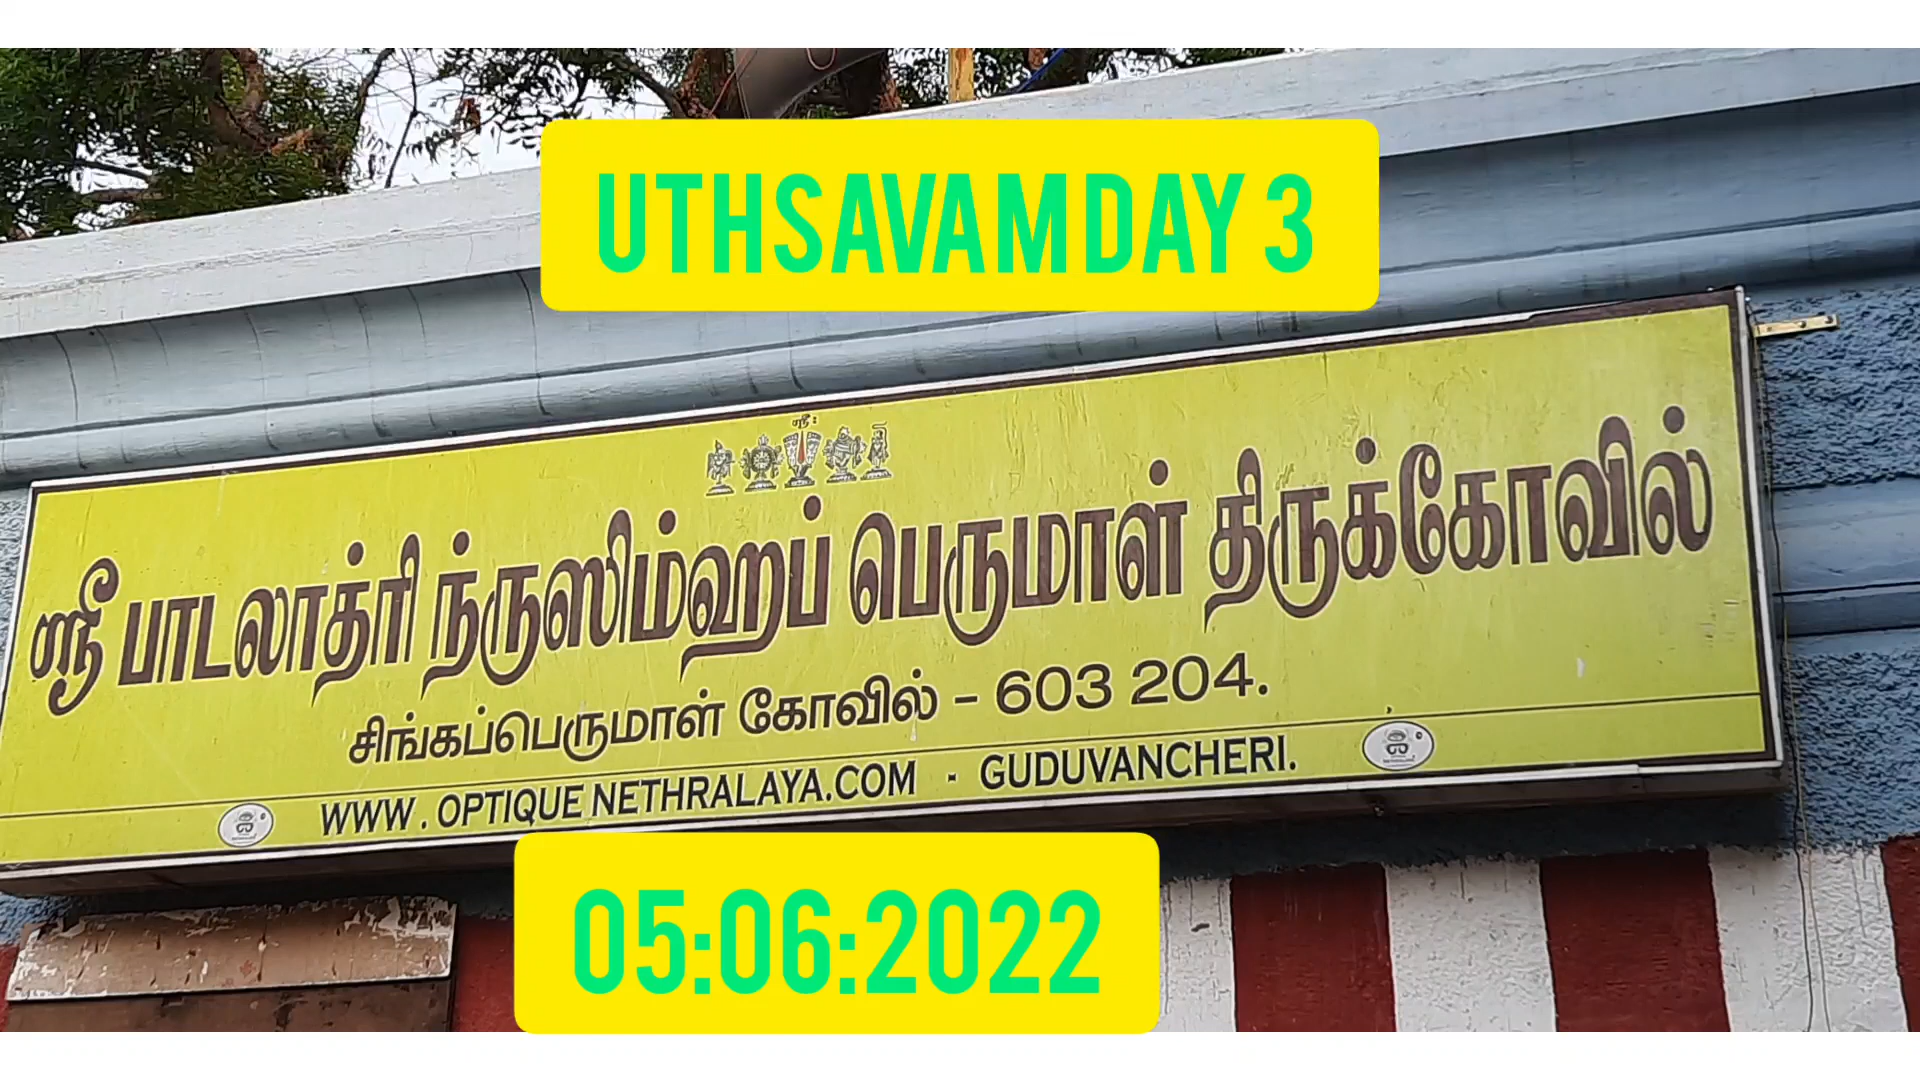 UTHSAVAM DAY 3
ஸ்ரீ:
ஸ்ரீ பாடலாத்ரி ந்ருஸிம்ஹப் பெருமாள் திருக்கோவில்
சிங்கப்பெருமாள் கோவில் - 603 204.
WWW. OPTIQUE NETHRALAYA.COM - GUDUVANCHERI.
05:06:2022